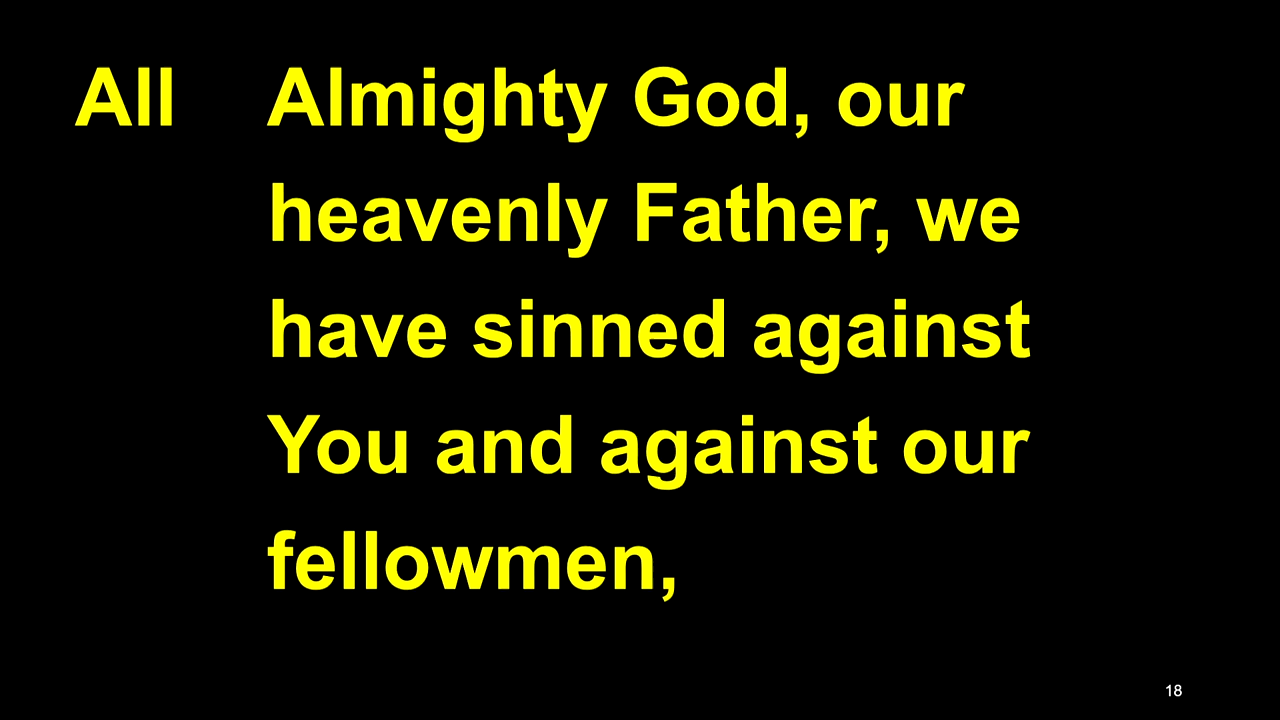 All Almighty God, our
heavenly Father, we
have sinned against
You and against our
fellowmen,
18